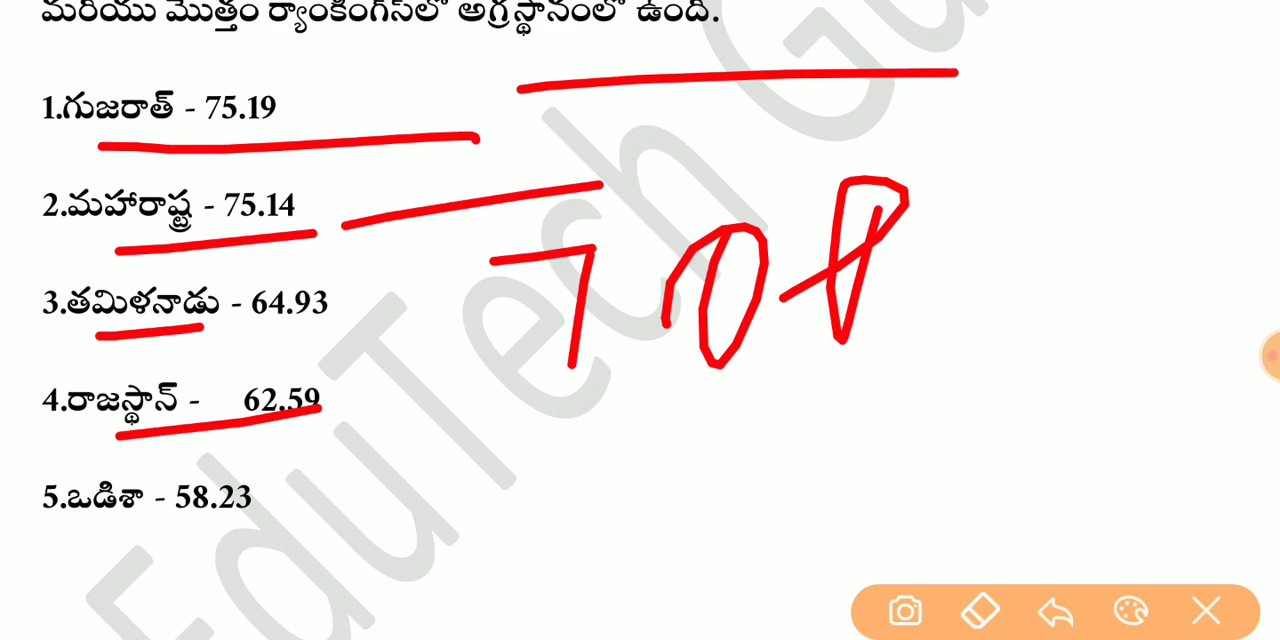 మరియు మొత్తం ర్యాంకింగ్‌స్‌లో అగ్రస్థానంలో ఉంది.
1.గుజరాత్ - 75.19
2.మహారాష్ట్ర - 75.14
3.తమిళనాడు - 64.93
4.రాజస్థాన్ - 62.59
5.ఒడిశా - 58.23
EduTech Gu